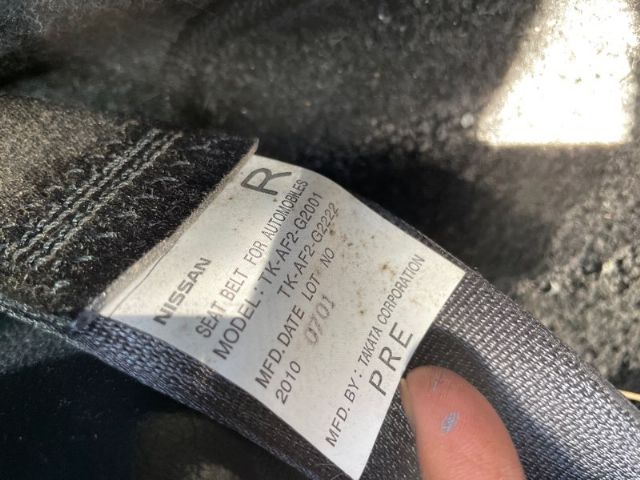 R
NISSAN
SEAT BELT FOR AUTOMOBILES
MODEL : TK-AF2-G2001
TK-AF2-G2222
MFD.DATE LOT NO
2010 0701
MFD. BY : TAKATA CORPORATION
PRE